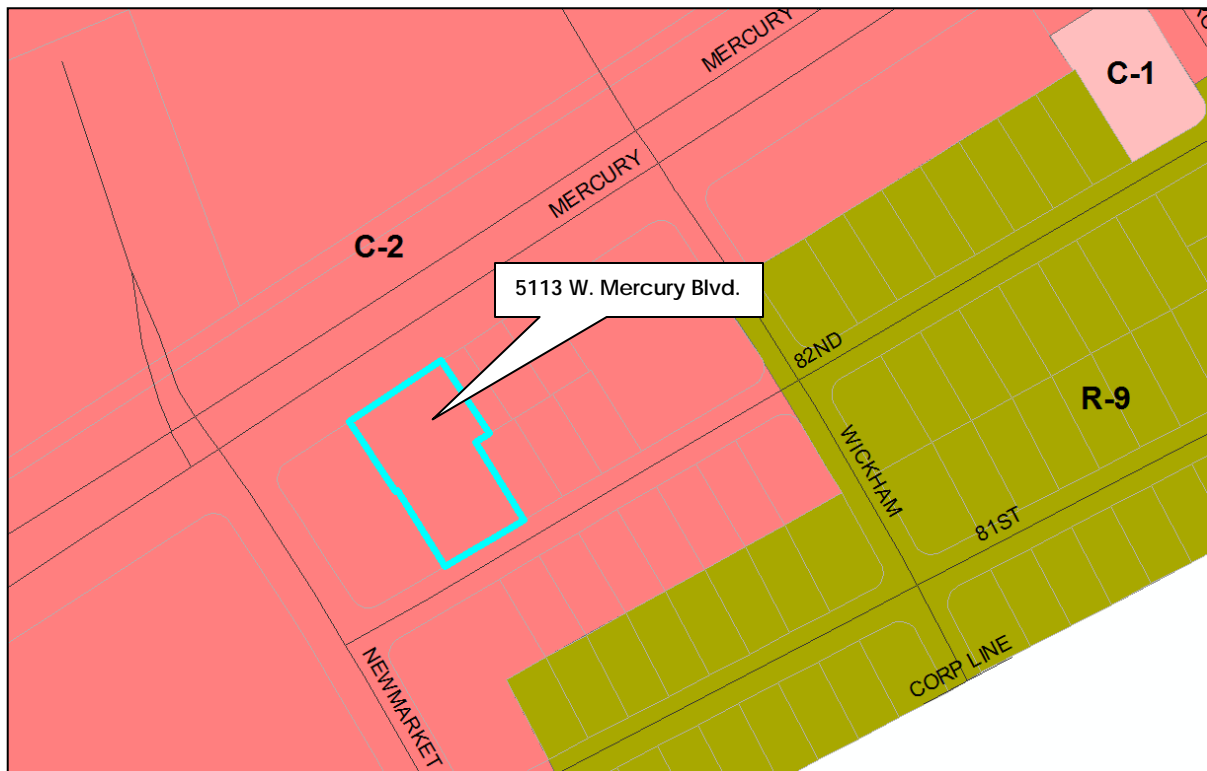 MERCURY
C-1
MERCURY
C-2
5113 W. Mercury Blvd.
82ND
R-9
WICKHAM
81ST
CORP LINE
NEWMARKET